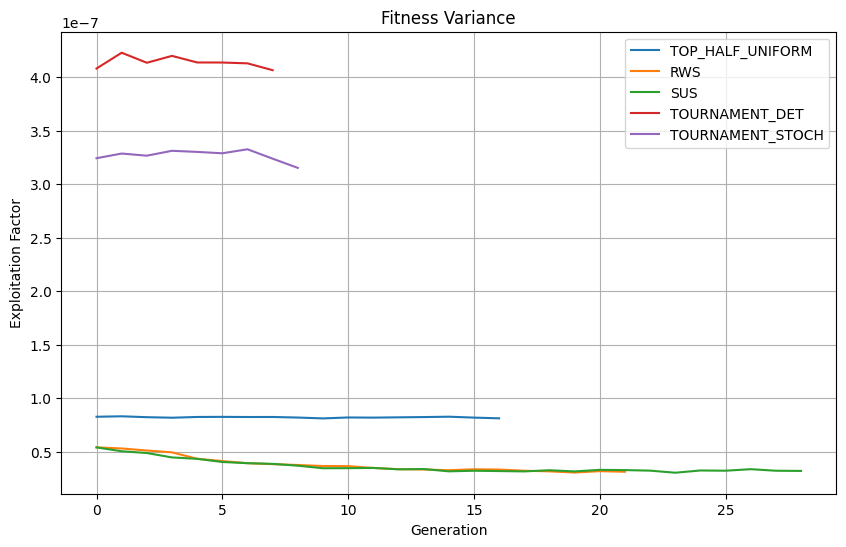 Fitness Variance
1e−7
4.0
3.5
3.0
2.5
2.0
1.5
1.0
0.5
Exploitation Factor
TOP_HALF_UNIFORM
RWS
SUS
TOURNAMENT_DET
TOURNAMENT_STOCH
0 5 10 15 20 25
Generation